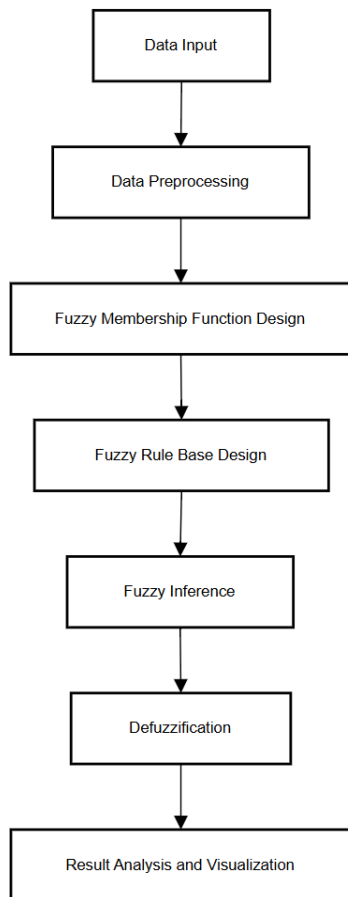 Data Input
Data Preprocessing
Fuzzy Membership Function Design
Fuzzy Rule Base Design
Fuzzy Inference
Defuzzification
Result Analysis and Visualization